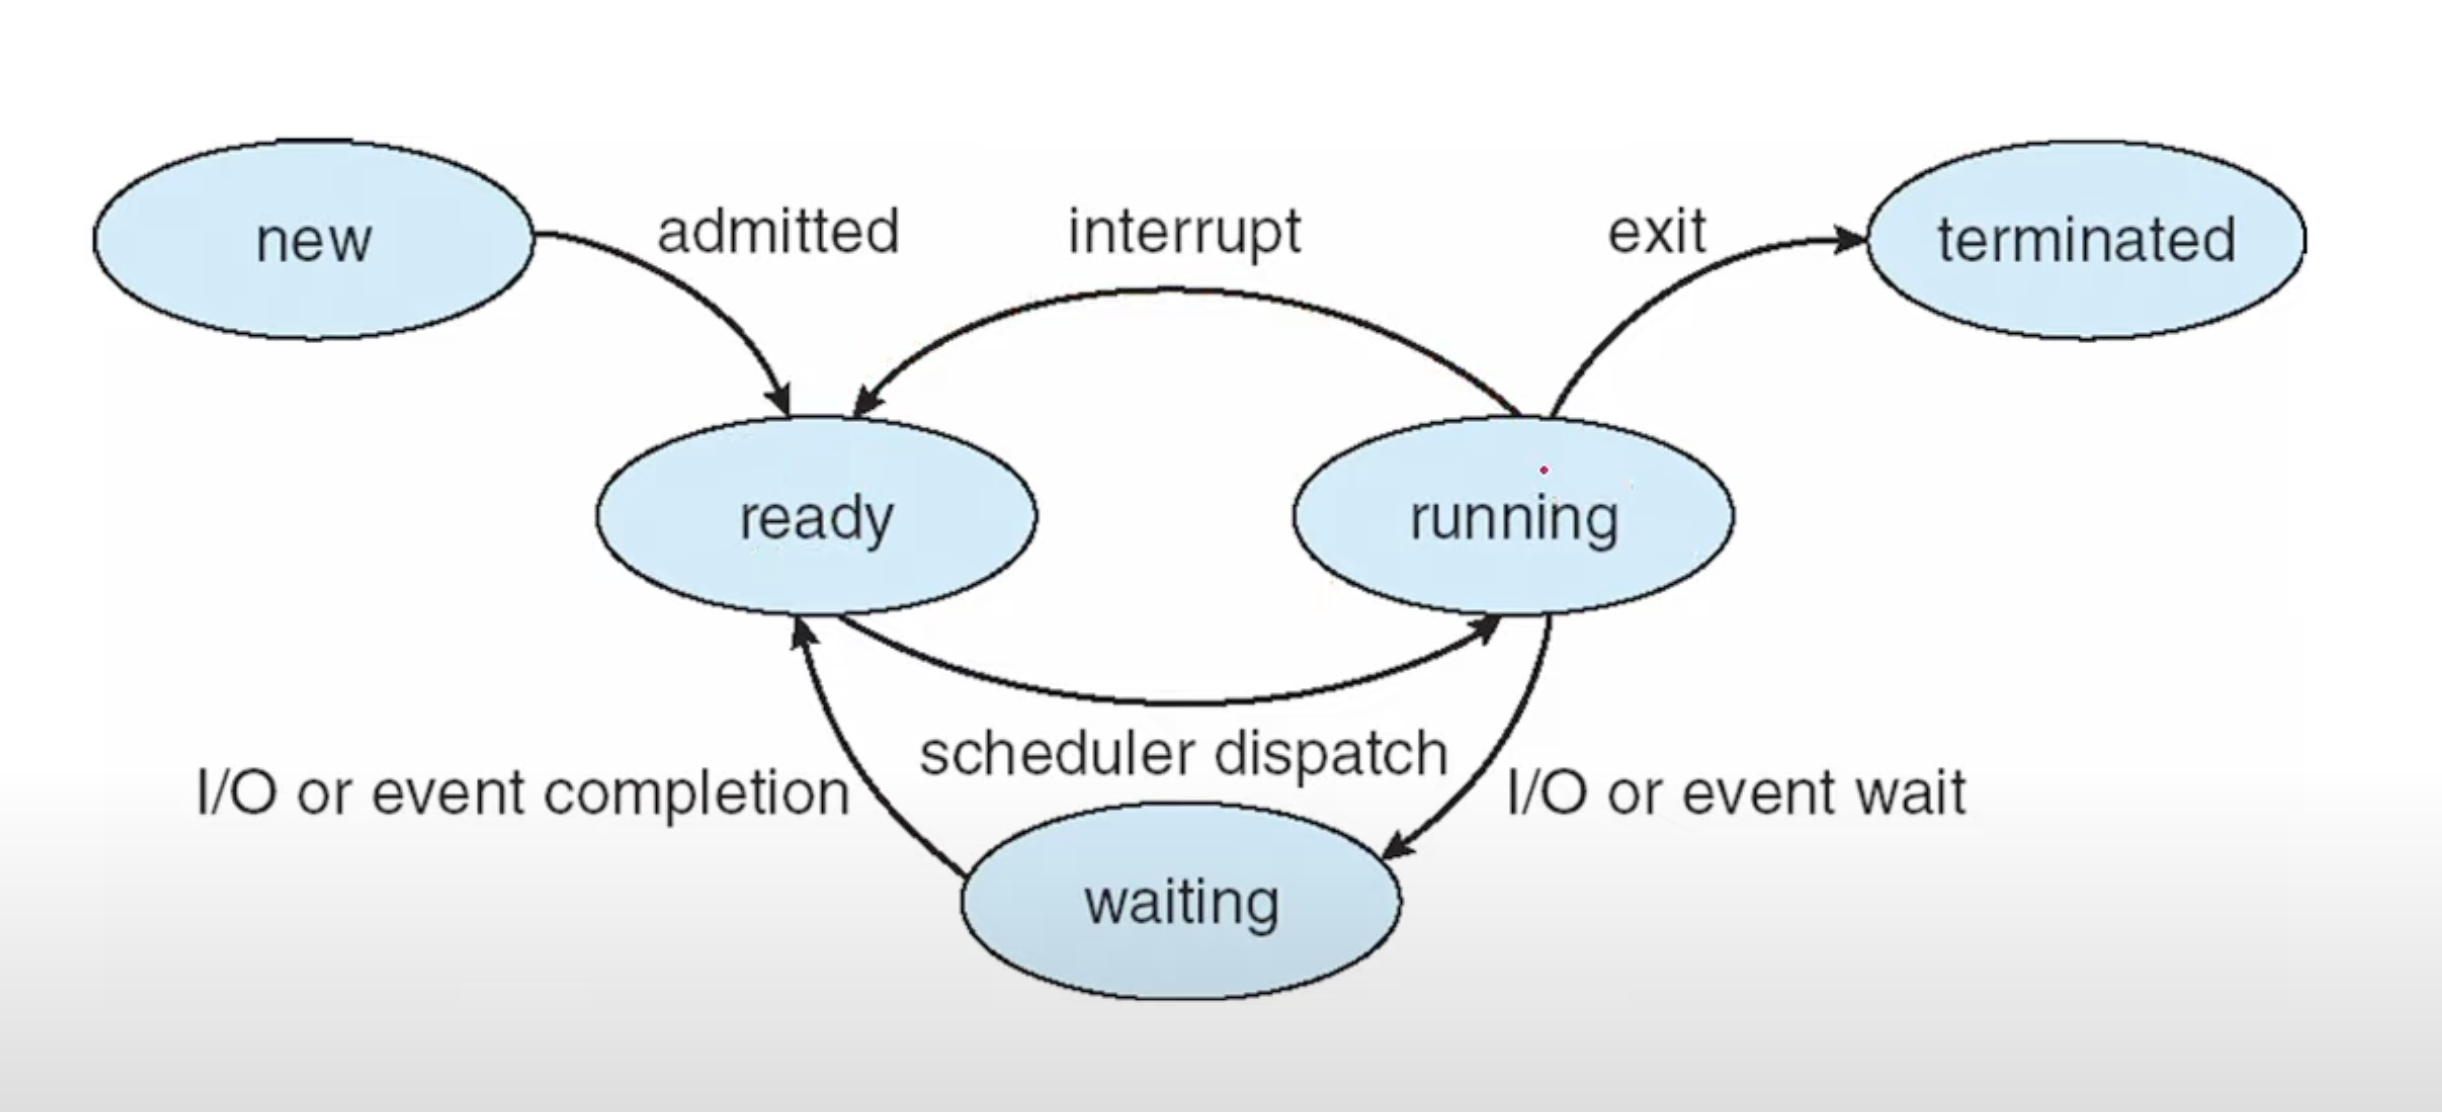 new
admitted
interrupt
exit
terminated
ready
running
scheduler dispatch
I/O or event completion
I/O or event wait
waiting